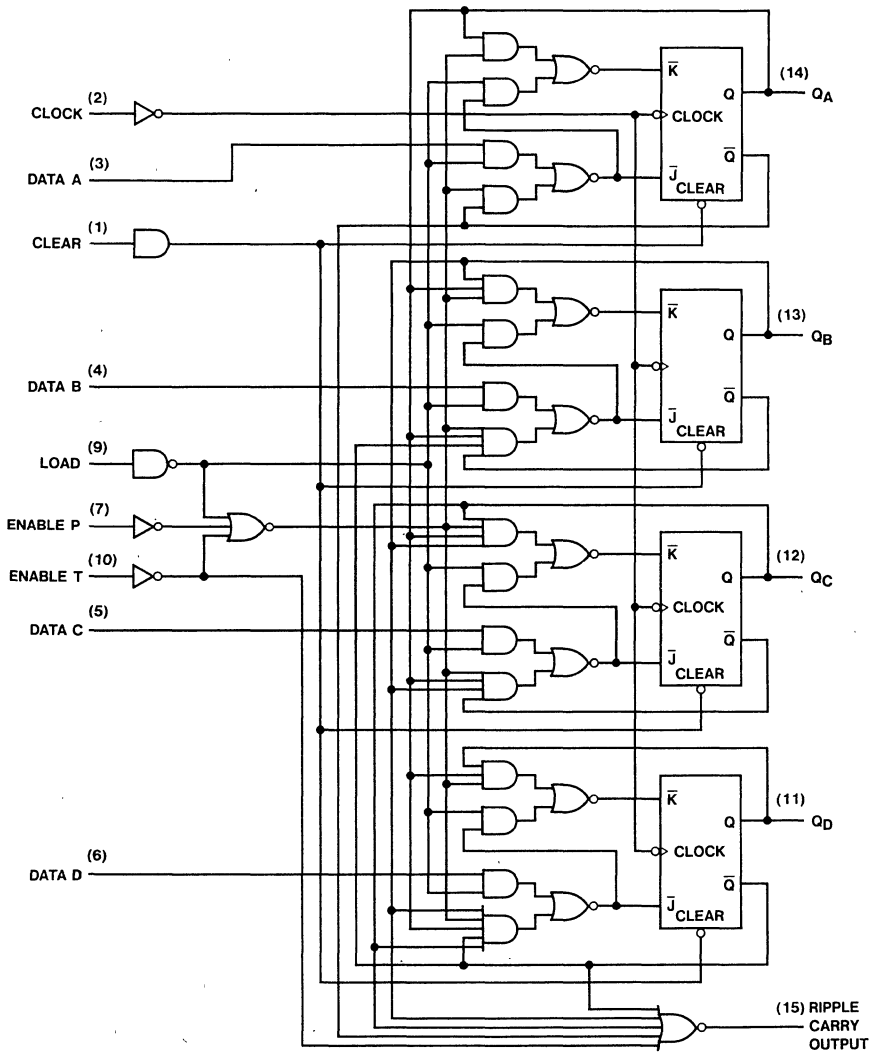 CLOCK (2)
DATA A (3)
CLEAR (1)
K̅
Q
(14)
QA
CLOCK
Q̅
J̅
CLEAR
DATA B (4)
LOAD (9)
ENABLE P (7)
ENABLE T (10)
DATA C (5)
DATA D (6)
K̅
Q
(13)
QB
Q̅
J̅
CLEAR
K̅
Q
(12)
QC
CLOCK
Q̅
J̅
CLEAR
K̅
Q
(11)
QD
CLOCK
Q̅
J̅
CLEAR
(15) RIPPLE
CARRY
OUTPUT